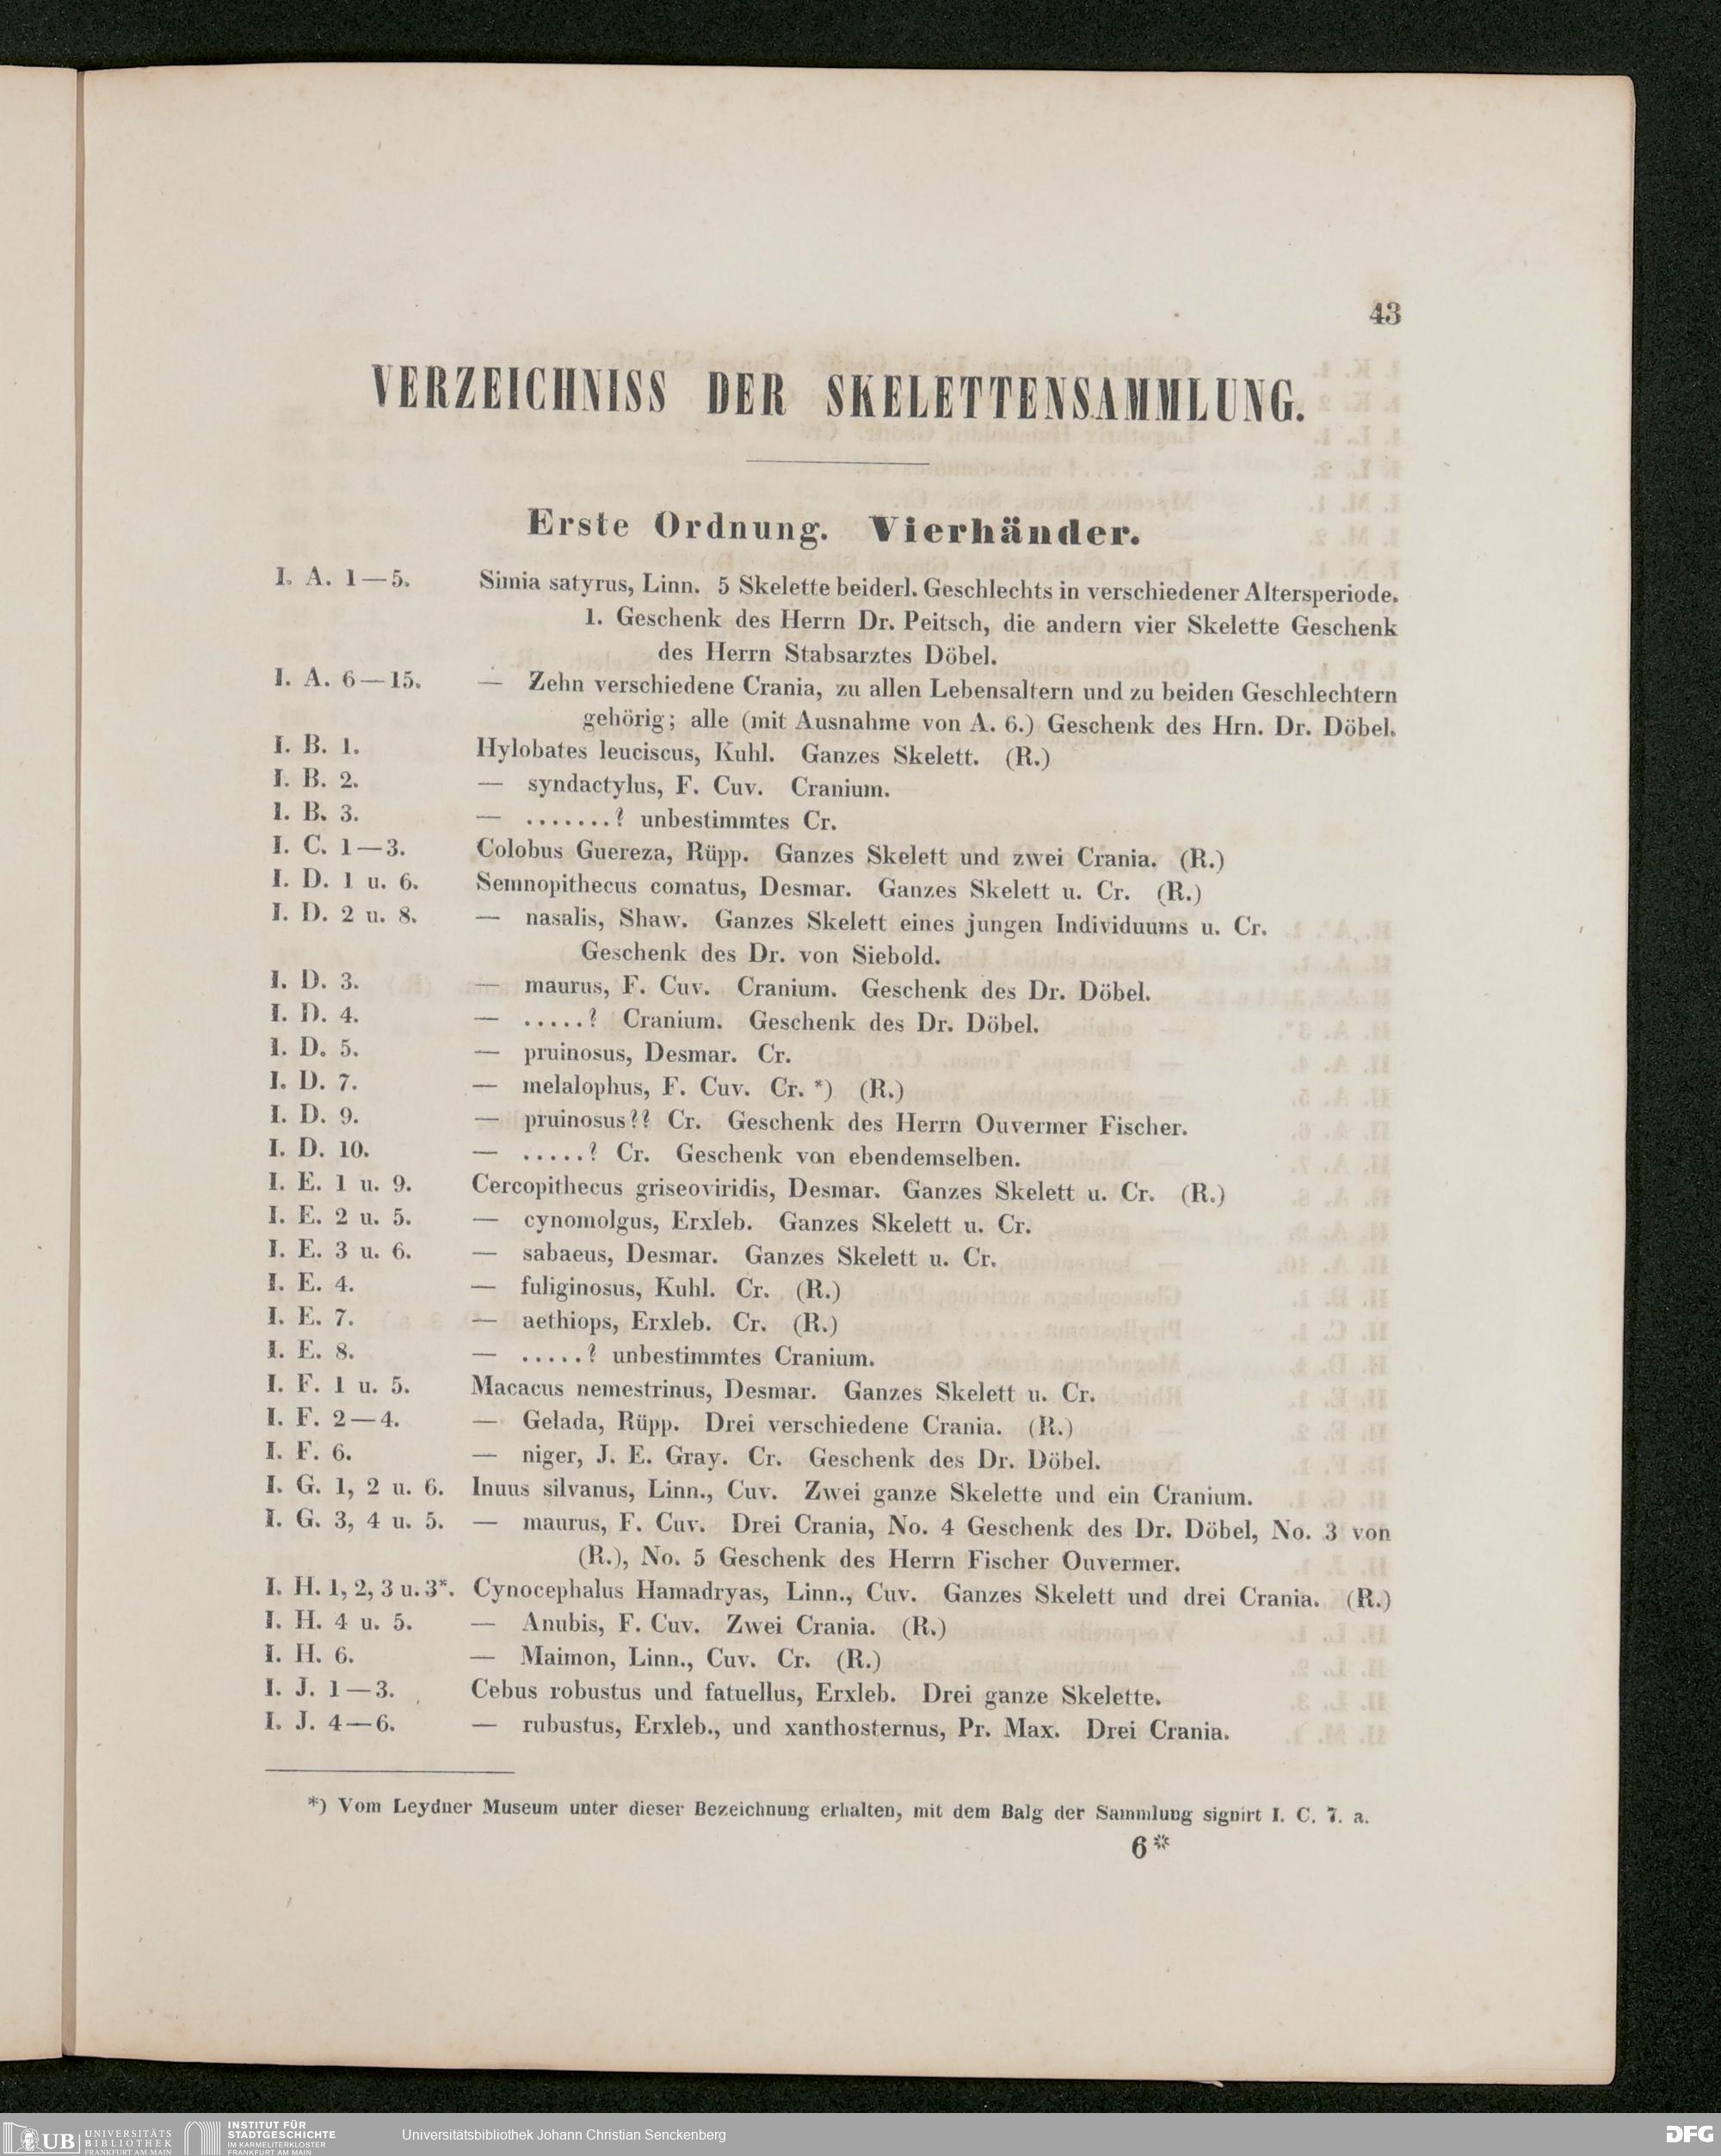 43
VERZEICHNISS DER SKELETTENSAMMLUNG.
Erste Ordnung. Vierhänder.
I. A. 1—5. Simia satyrus, Linn. 5 Skelette beiderl. Geschlechts in verschiedener Altersperiode.
1. Geschenk des Herrn Dr. Peitsch, die andern vier Skelette Geschenk
des Herrn Stabsarztes Döbel.
I. A. 6—15. — Zehn verschiedene Crania, zu allen Lebensaltern und zu beiden Geschlechtern
gehörig; alle (mit Ausnahme von A. 6.) Geschenk des Hrn. Dr. Döbel.
I. B. 1. Hylobates leuciscus, Kuhl. Ganzes Skelett. (R.)
I. B. 2. — syndactylus, F. Cuv. Cranium.
I. B. 3. — .......? unbestimmtes Cr.
I. C. 1—3. Colobus Guereza, Rüpp. Ganzes Skelett und zwei Crania. (R.)
I. D. 1 u. 6. Semnopithecus comatus, Desmar. Ganzes Skelett u. Cr. (R.)
I. D. 2 u. 8. — nasalis, Shaw. Ganzes Skelett eines jungen Individuums u. Cr.
Geschenk des Dr. von Siebold.
I. D. 3. — maurus, F. Cuv. Cranium. Geschenk des Dr. Döbel.
I. D. 4. — .....? Cranium. Geschenk des Dr. Döbel.
I. D. 5. — pruinosus, Desmar. Cr.
I. D. 7. — melalophus, F. Cuv. Cr. *) (R.)
I. D. 9. — pruinosus?? Cr. Geschenk des Herrn Ouvermer Fischer.
I. D. 10. — .....? Cr. Geschenk von ebendemselben.
I. E. 1 u. 9. Cercopithecus griseoviridis, Desmar. Ganzes Skelett u. Cr. (R.)
I. E. 2 u. 5. — cynomolgus, Erxleb. Ganzes Skelett u. Cr.
I. E. 3 u. 6. — sabaeus, Desmar. Ganzes Skelett u. Cr.
I. E. 4. — fuliginosus, Kuhl. Cr. (R.)
I. E. 7. — aethiops, Erxleb. Cr. (R.)
I. E. 8. — .....? unbestimmtes Cranium.
I. F. 1 u. 5. Macacus nemestrinus, Desmar. Ganzes Skelett u. Cr.
I. F. 2—4. — Gelada, Rüpp. Drei verschiedene Crania. (R.)
I. F. 6. — niger, J. E. Gray. Cr. Geschenk des Dr. Döbel.
I. G. 1, 2 u. 6. Inuus silvanus, Linn., Cuv. Zwei ganze Skelette und ein Cranium.
I. G. 3, 4 u. 5. — maurus, F. Cuv. Drei Crania, No. 4 Geschenk des Dr. Döbel, No. 3 von
(R.), No. 5 Geschenk des Herrn Fischer Ouvermer.
I. H. 1, 2, 3 u. 3*. Cynocephalus Hamadryas, Linn., Cuv. Ganzes Skelett und drei Crania. (R.)
I. H. 4 u. 5. — Anubis, F. Cuv. Zwei Crania. (R.)
I. H. 6. — Maimon, Linn., Cuv. Cr. (R.)
I. J. 1—3. Cebus robustus und fatuellus, Erxleb. Drei ganze Skelette.
I. J. 4—6. — rubustus, Erxleb., und xanthosternus, Pr. Max. Drei Crania.
*) Vom Leydner Museum unter dieser Bezeichnung erhalten, mit dem Balg der Sammlung signirt I. C. 7. a.
6*
UB UNIVERSITÄTS
BIBLIOTHEK
FRANKFURT AM MAIN
INSTITUT FÜR
STADTGESCHICHTE
IM KARMELITERKLOSTER
FRANKFURT AM MAIN
Universitätsbibliothek Johann Christian Senckenberg
DFG